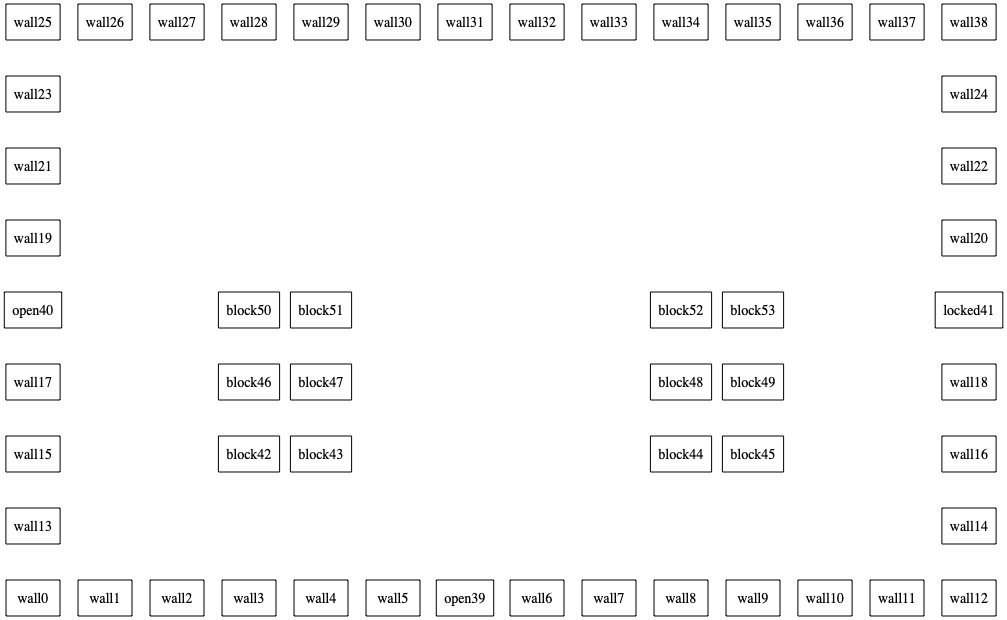 wall25 wall26 wall27 wall28 wall29 wall30 wall31 wall32 wall33 wall34 wall35 wall36 wall37 wall38
wall23 wall24
wall21 wall22
wall19 wall20
open40 block50 block51 block52 block53 locked41
wall17 block46 block47 block48 block49 wall18
wall15 block42 block43 block44 block45 wall16
wall13 wall14
wall0 wall1 wall2 wall3 wall4 wall5 open39 wall6 wall7 wall8 wall9 wall10 wall11 wall12